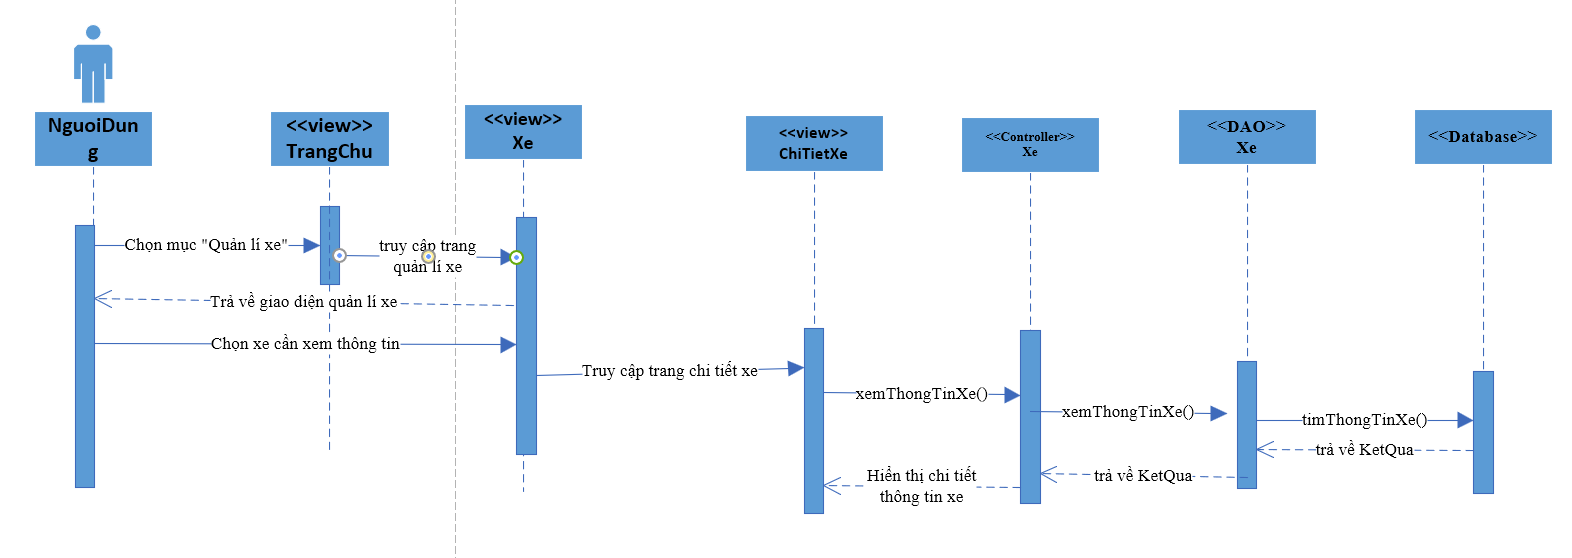 NguoiDun
g
<<view>>
TrangChu
<<view>>
Xe
<<view>>
ChiTietXe
<<Controller>>
Xe
<<DAO>>
Xe
<<Database>>
Chọn mục "Quản lí xe"
truy cập trang
quản lí xe
Trả về giao diện quản lí xe
Chọn xe cần xem thông tin
Truy cập trang chi tiết xe
xemThongTinXe()
xemThongTinXe()
timThongTinXe()
trả về KetQua
trả về KetQua
Hiển thị chi tiết
thông tin xe